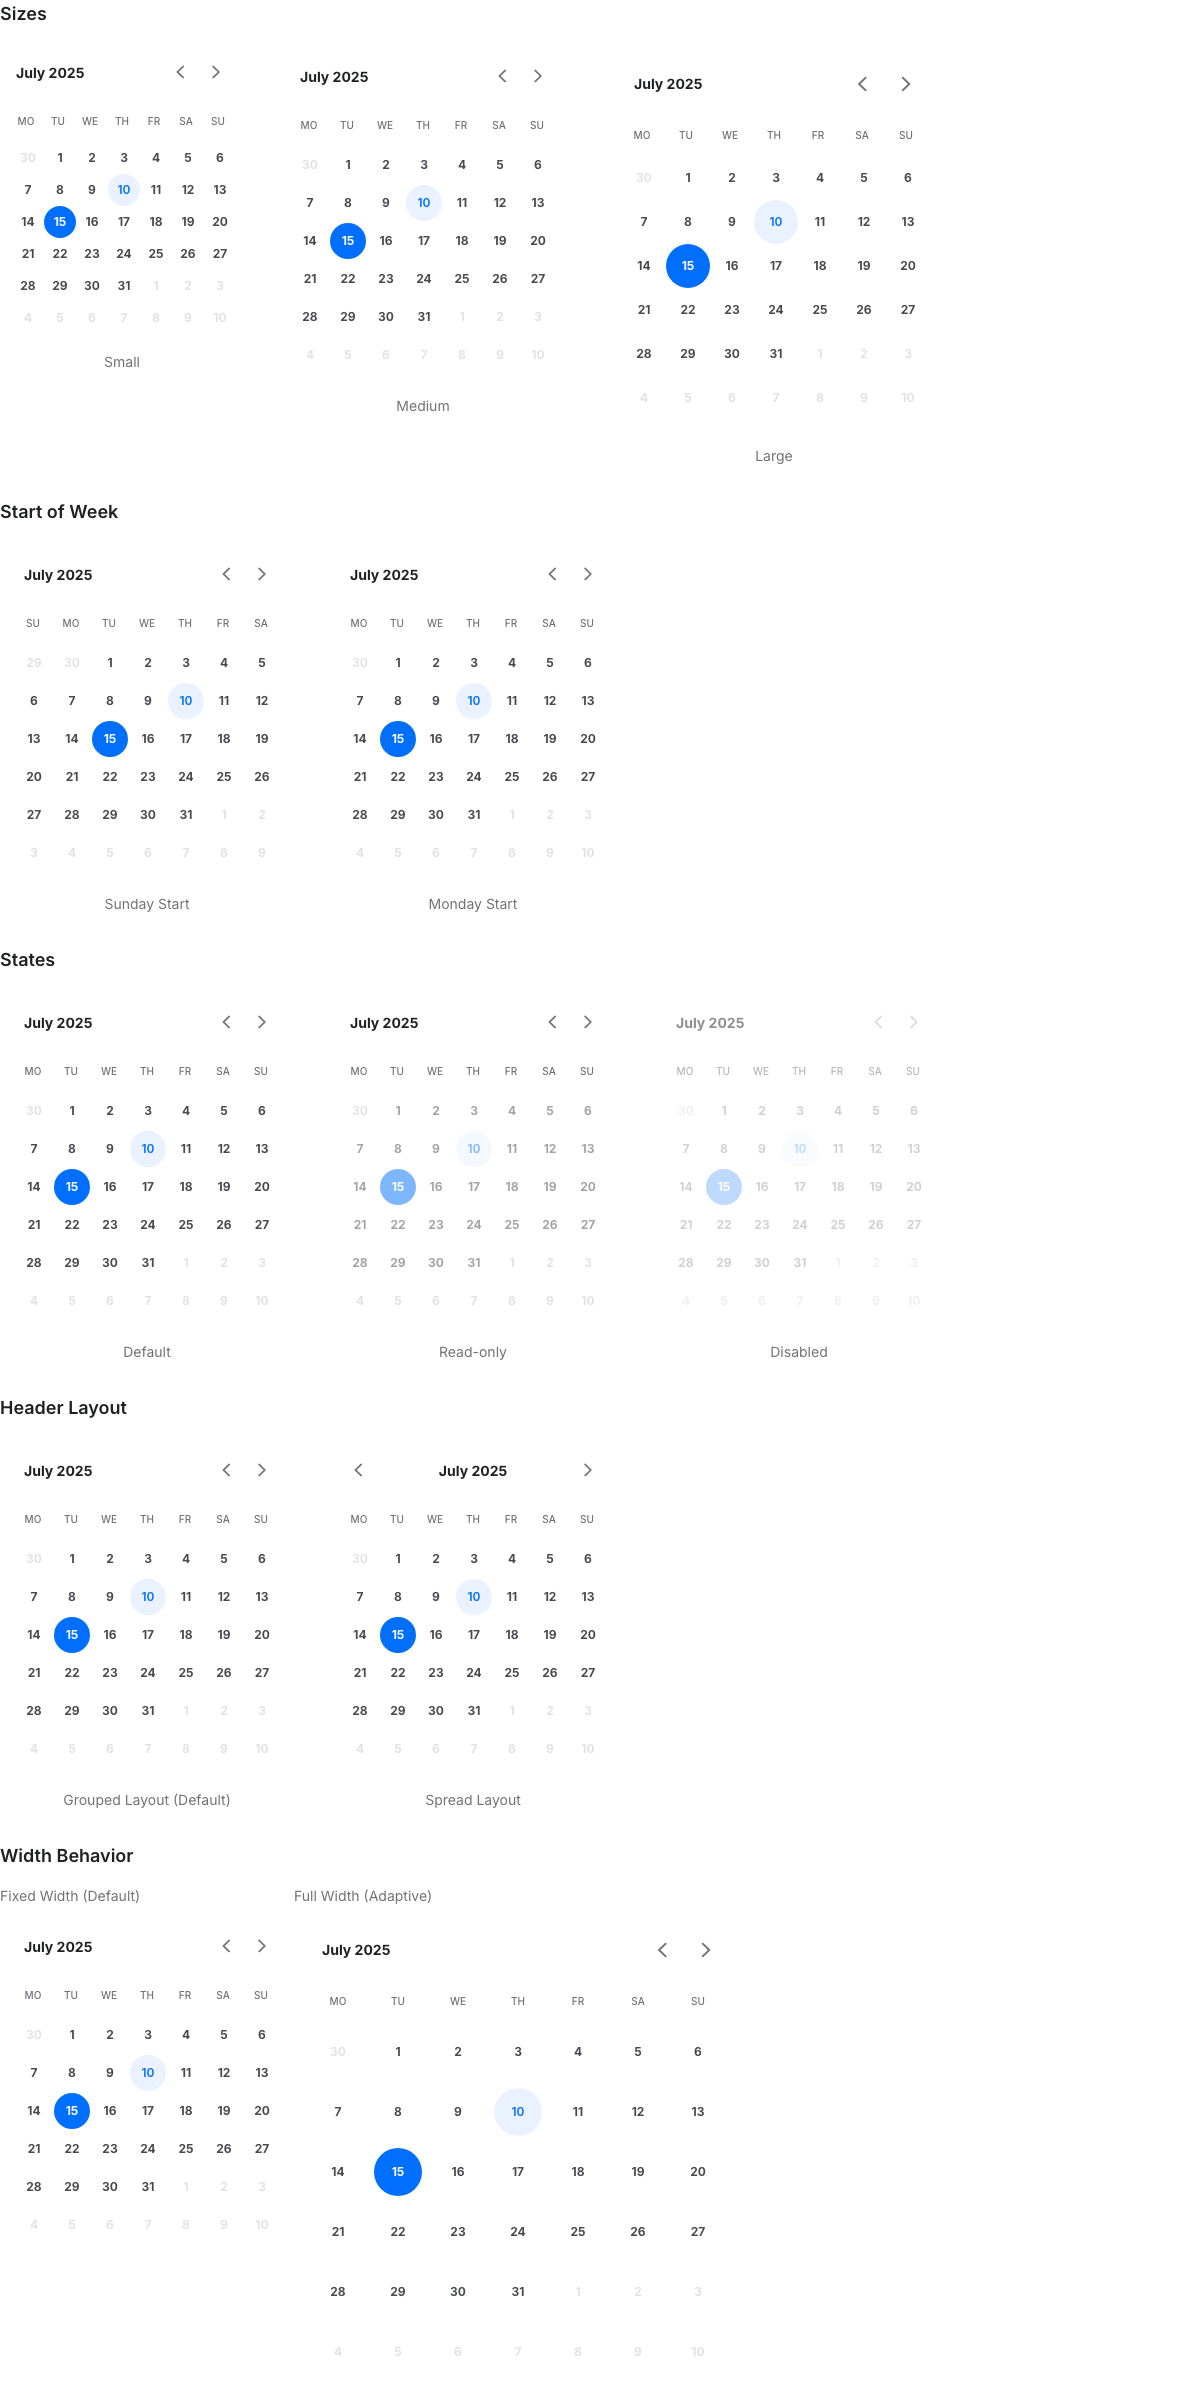 Sizes
July 2025
MO TU WE TH FR SA SU
30 1 2 3 4 5 6
7 8 9 10 11 12 13
14 15 16 17 18 19 20
21 22 23 24 25 26 27
28 29 30 31 1 2 3
4 5 6 7 8 9 10
Small
July 2025
MO TU WE TH FR SA SU
30 1 2 3 4 5 6
7 8 9 10 11 12 13
14 15 16 17 18 19 20
21 22 23 24 25 26 27
28 29 30 31 1 2 3
4 5 6 7 8 9 10
Medium
July 2025
MO TU WE TH FR SA SU
30 1 2 3 4 5 6
7 8 9 10 11 12 13
14 15 16 17 18 19 20
21 22 23 24 25 26 27
28 29 30 31 1 2 3
4 5 6 7 8 9 10
Large
Start of Week
July 2025
SU MO TU WE TH FR SA
29 30 1 2 3 4 5
6 7 8 9 10 11 12
13 14 15 16 17 18 19
20 21 22 23 24 25 26
27 28 29 30 31 1 2
3 4 5 6 7 8 9
Sunday Start
July 2025
MO TU WE TH FR SA SU
30 1 2 3 4 5 6
7 8 9 10 11 12 13
14 15 16 17 18 19 20
21 22 23 24 25 26 27
28 29 30 31 1 2 3
4 5 6 7 8 9 10
Monday Start
States
July 2025
MO TU WE TH FR SA SU
30 1 2 3 4 5 6
7 8 9 10 11 12 13
14 15 16 17 18 19 20
21 22 23 24 25 26 27
28 29 30 31 1 2 3
4 5 6 7 8 9 10
Default
July 2025
MO TU WE TH FR SA SU
30 1 2 3 4 5 6
7 8 9 10 11 12 13
14 15 16 17 18 19 20
21 22 23 24 25 26 27
28 29 30 31 1 2 3
4 5 6 7 8 9 10
Read-only
July 2025
MO TU WE TH FR SA SU
30 1 2 3 4 5 6
7 8 9 10 11 12 13
14 15 16 17 18 19 20
21 22 23 24 25 26 27
28 29 30 31 1 2 3
4 5 6 7 8 9 10
Disabled
Header Layout
July 2025
MO TU WE TH FR SA SU
30 1 2 3 4 5 6
7 8 9 10 11 12 13
14 15 16 17 18 19 20
21 22 23 24 25 26 27
28 29 30 31 1 2 3
4 5 6 7 8 9 10
Grouped Layout (Default)
July 2025
MO TU WE TH FR SA SU
30 1 2 3 4 5 6
7 8 9 10 11 12 13
14 15 16 17 18 19 20
21 22 23 24 25 26 27
28 29 30 31 1 2 3
4 5 6 7 8 9 10
Spread Layout
Width Behavior
Fixed Width (Default)
July 2025
MO TU WE TH FR SA SU
30 1 2 3 4 5 6
7 8 9 10 11 12 13
14 15 16 17 18 19 20
21 22 23 24 25 26 27
28 29 30 31 1 2 3
4 5 6 7 8 9 10
Full Width (Adaptive)
July 2025
MO TU WE TH FR SA SU
30 1 2 3 4 5 6
7 8 9 10 11 12 13
14 15 16 17 18 19 20
21 22 23 24 25 26 27
28 29 30 31 1 2 3
4 5 6 7 8 9 10